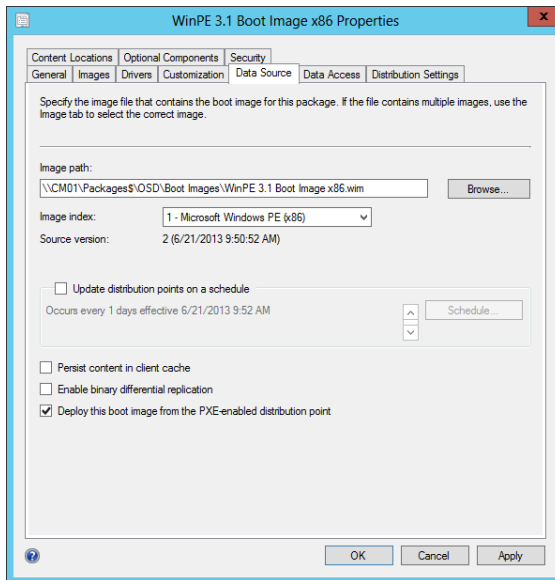 WinPE 3.1 Boot Image x86 Properties
x
Content Locations Optional Components Security
General Images Drivers Customization Data Source Data Access Distribution Settings
Specify the image file that contains the boot image for this package. If the file contains multiple images, use the
Image tab to select the correct image.
Image path:
\\CM01\Packages$\OSD\Boot Images\WinPE 3.1 Boot Image x86.wim
Browse...
Image index:
1 - Microsoft Windows PE (x86)
Source version:
2 (6/21/2013 9:50:52 AM)
Update distribution points on a schedule
Occurs every 1 days effective 6/21/2013 9:52 AM
Schedule...
Persist content in client cache
Enable binary differential replication
Deploy this boot image from the PXE-enabled distribution point
?
OK Cancel Apply